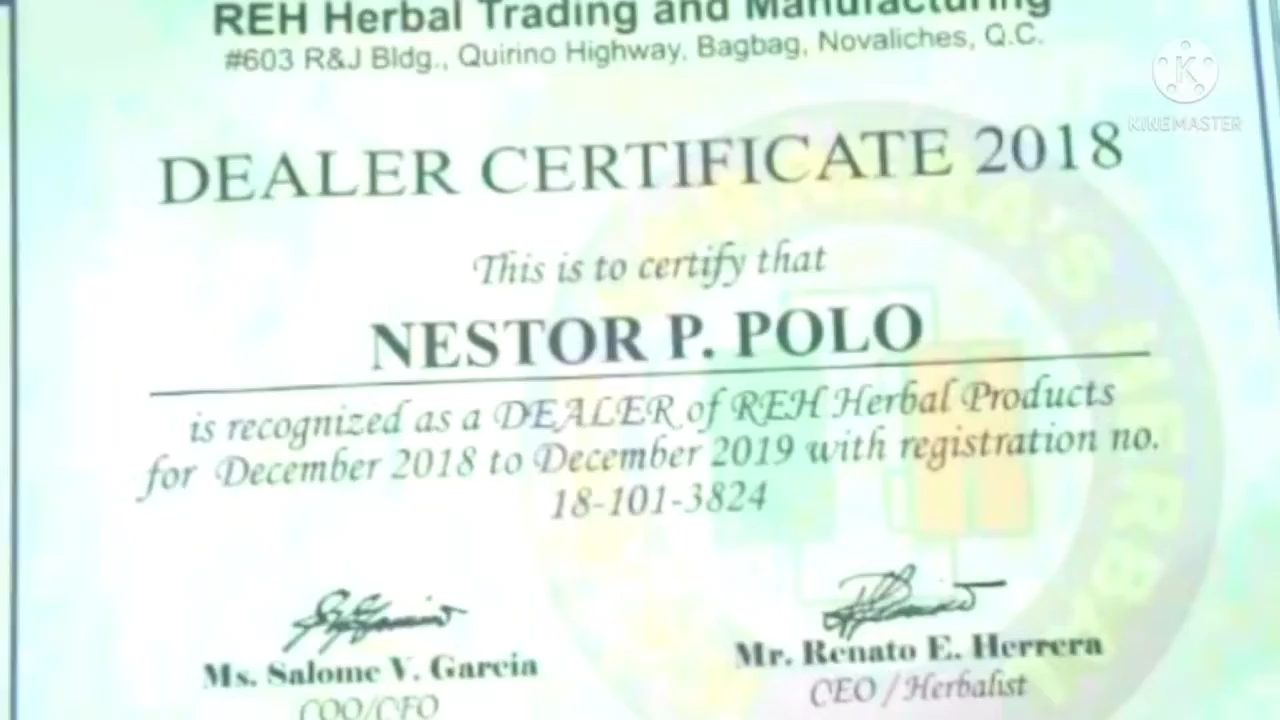 REH Herbal Trading and Manufacturing
#603 R&J Bldg., Quirino Highway, Bagbag, Novaliches, Q.C.
K
KINEMASTER
DEALER CERTIFICATE 2018
This is to certify that
NESTOR P. POLO
is recognized as a DEALER of REH Herbal Products
for December 2018 to December 2019 with registration no.
18-101-3824
Ms. Salome V. Garcia
COO/CFO
Mr. Renato E. Herrera
CEO / Herbalist